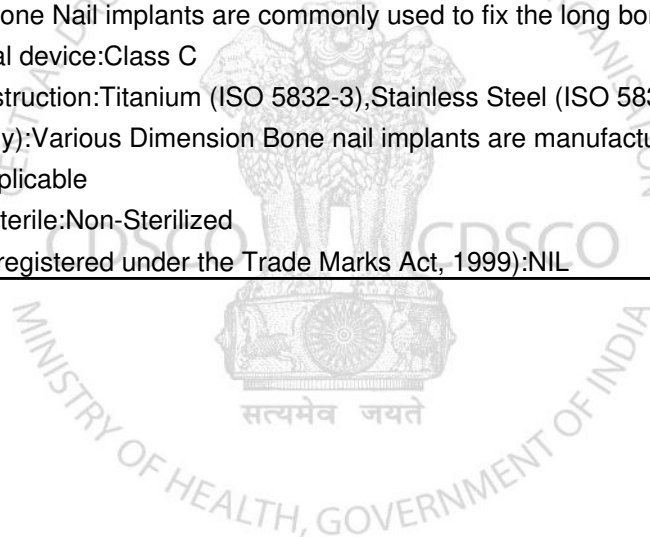 one Nail implants are commonly used to fix the long bon
al device:Class C
struction:Titanium (ISO 5832-3),Stainless Steel (ISO 583
y):Various Dimension Bone nail implants are manufactu
plicable
terile:Non-Sterilized
CDSCO CDSCO
registered under the Trade Marks Act, 1999):NIL
सत्यमेव जयते
MINISTRY OF HEALTH, GOVERNMENT OF INDIA